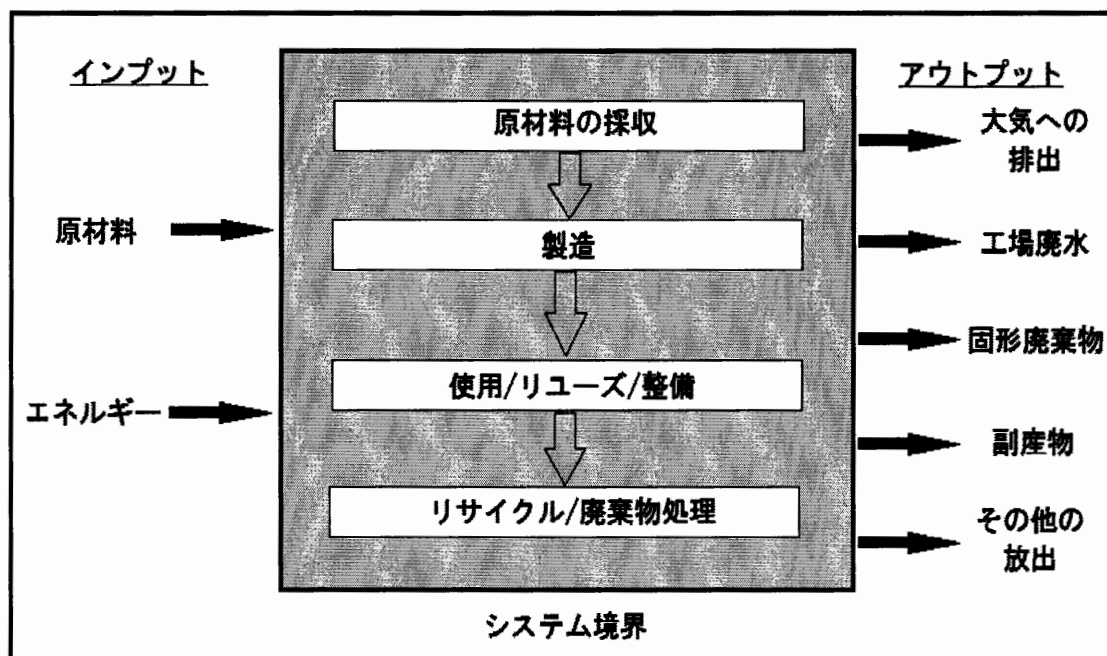 インプット
原材料
エネルギー
原材料の採収
製造
使用/リユーズ/整備
リサイクル/廃棄物処理
システム境界
アウトプット
大気への
排出
工場廃水
固形廃棄物
副産物
その他の
放出